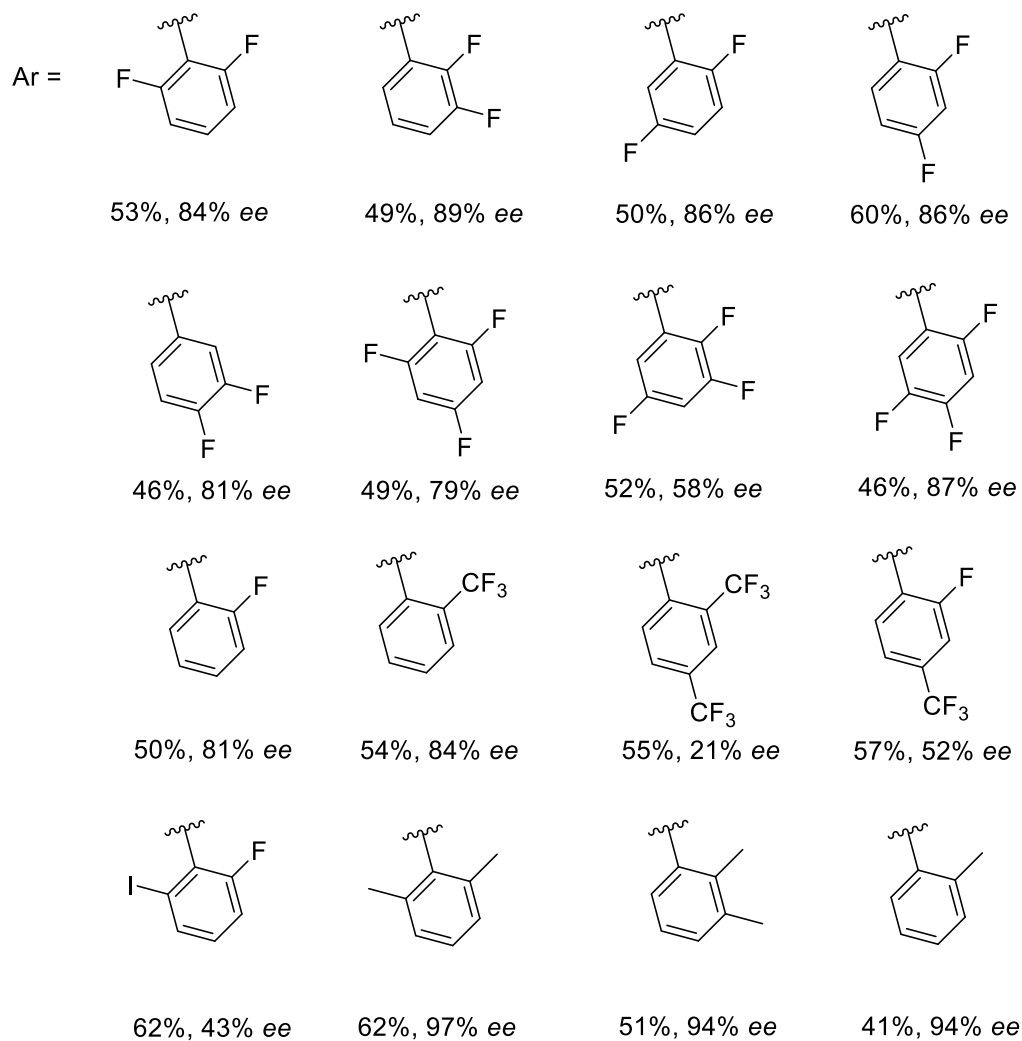 Ar =
F
F
F
F
F
F
F
F
53%, 84% ee
49%, 89% ee
50%, 86% ee
60%, 86% ee
F
F
F
F
F
F
F
F
F
F
F
46%, 81% ee
49%, 79% ee
52%, 58% ee
46%, 87% ee
F
CF3
CF3
CF3
F
CF3
50%, 81% ee
54%, 84% ee
55%, 21% ee
57%, 52% ee
I
F
62%, 43% ee
62%, 97% ee
51%, 94% ee
41%, 94% ee